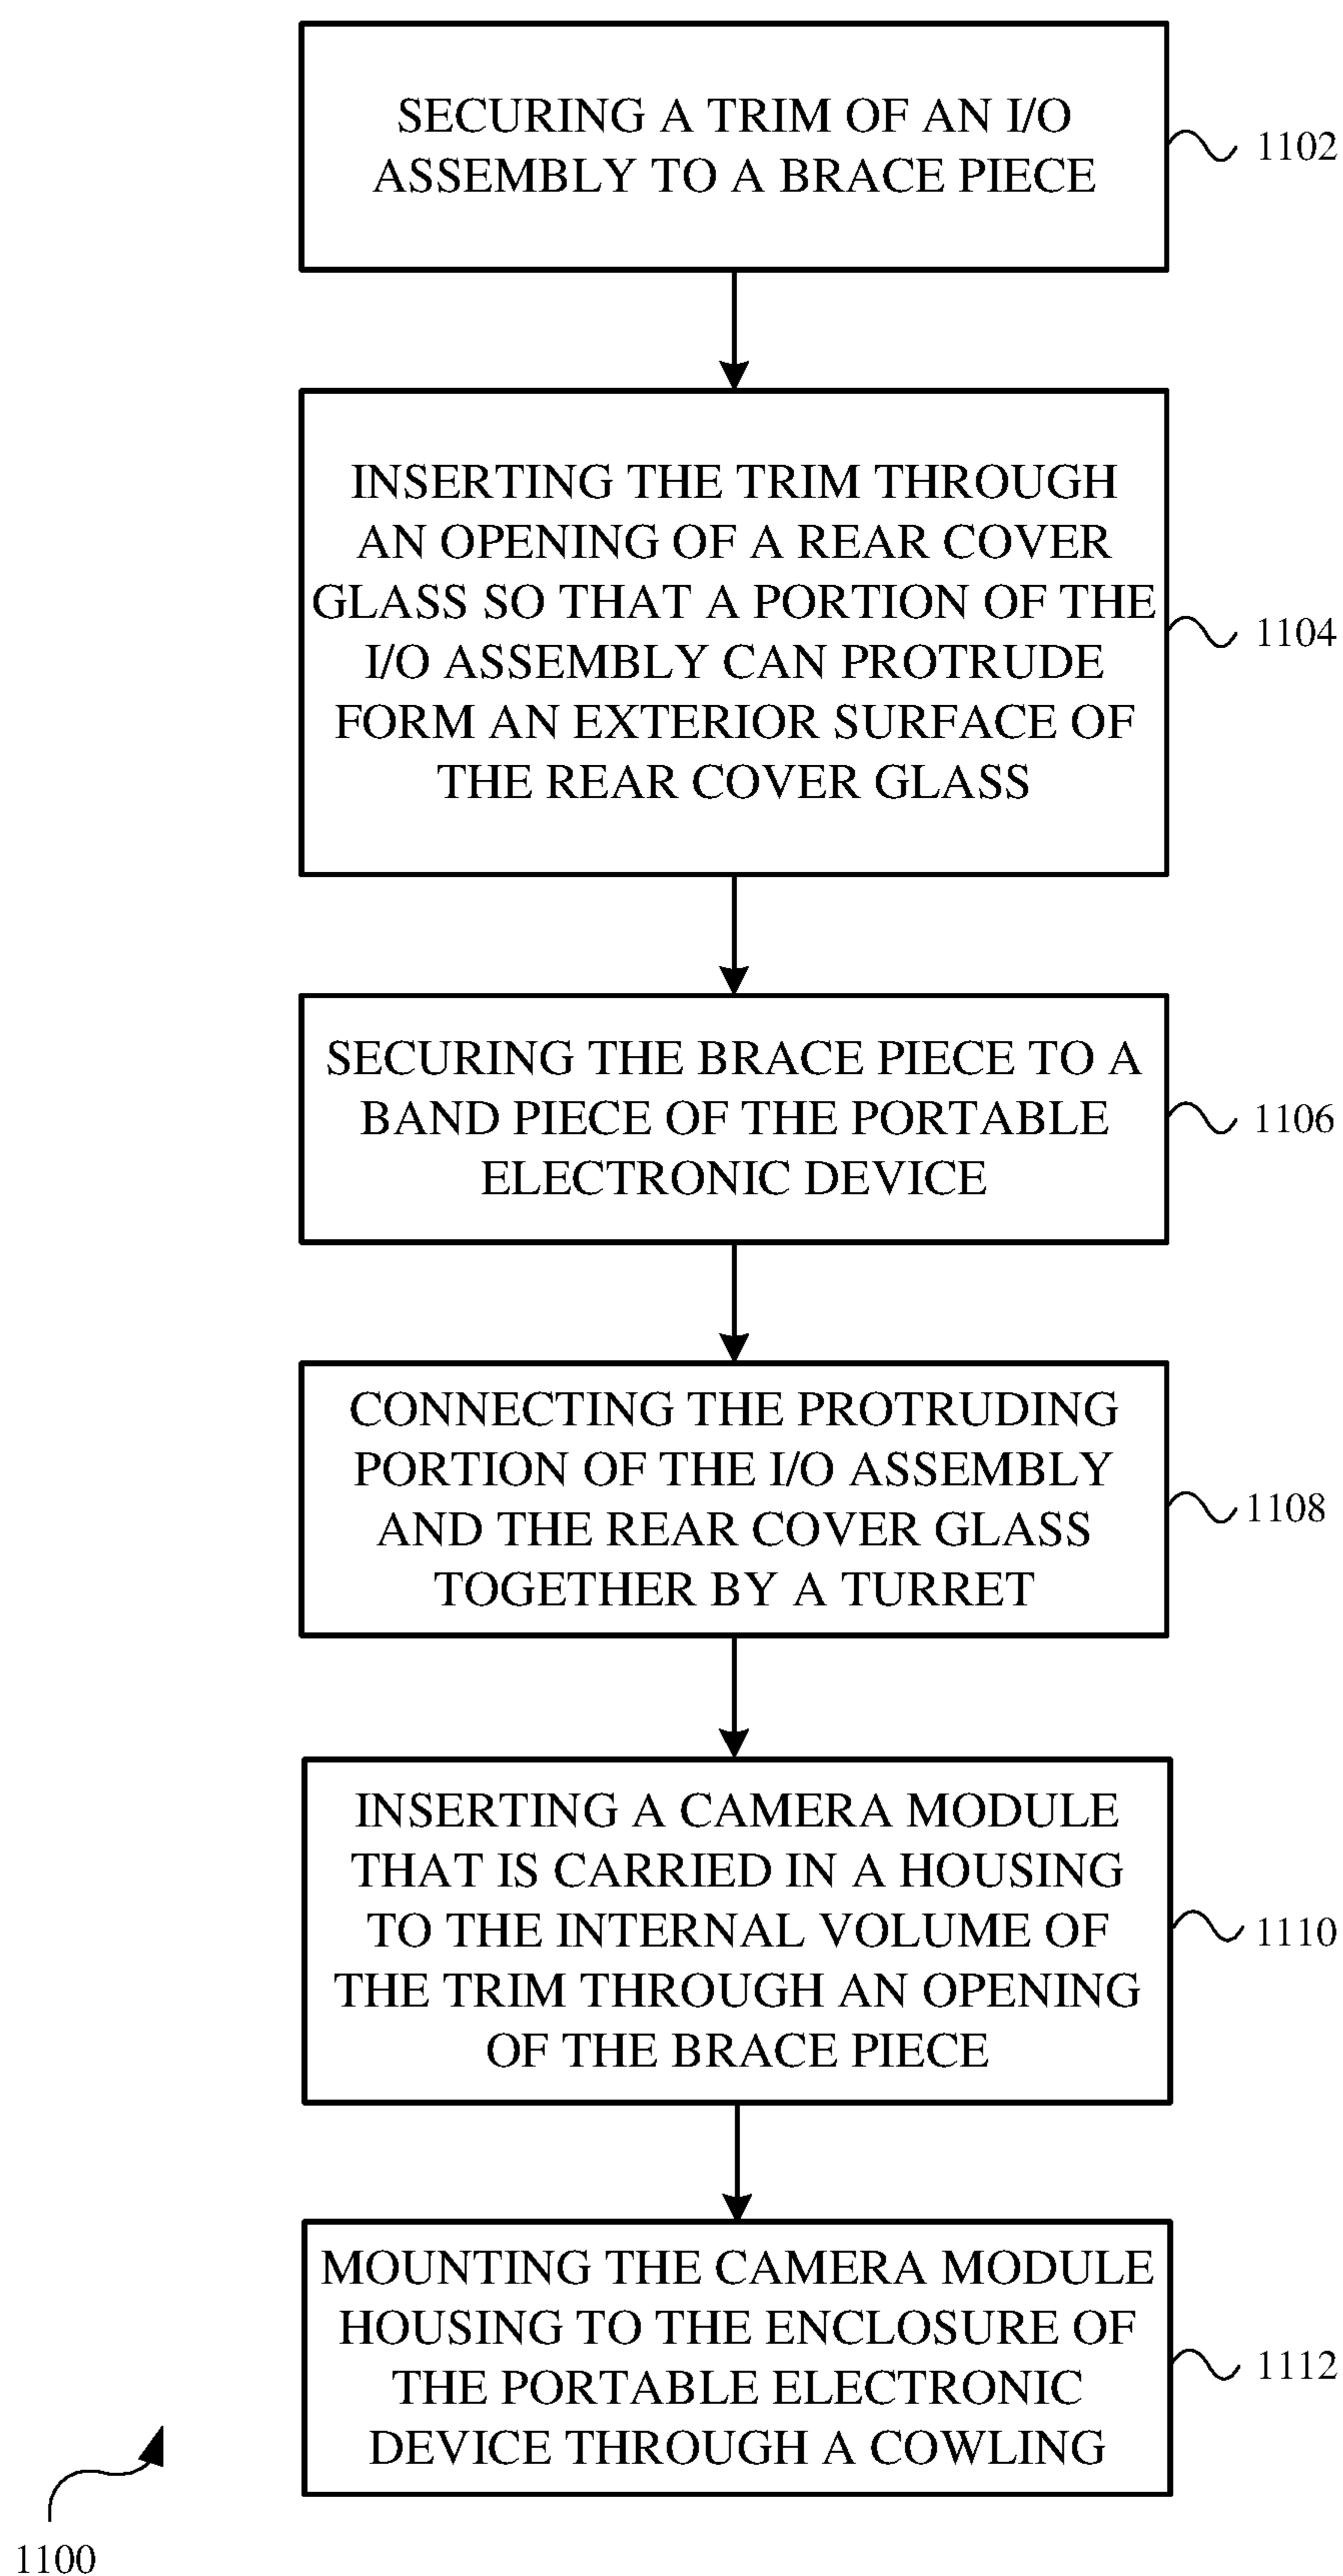 SECURING A TRIM OF AN I/O
ASSEMBLY TO A BRACE PIECE
1102
INSERTING THE TRIM THROUGH
AN OPENING OF A REAR COVER
GLASS SO THAT A PORTION OF THE
I/O ASSEMBLY CAN PROTRUDE
FORM AN EXTERIOR SURFACE OF
THE REAR COVER GLASS
1104
SECURING THE BRACE PIECE TO A
BAND PIECE OF THE PORTABLE
ELECTRONIC DEVICE
1106
CONNECTING THE PROTRUDING
PORTION OF THE I/O ASSEMBLY
AND THE REAR COVER GLASS
TOGETHER BY A TURRET
1108
INSERTING A CAMERA MODULE
THAT IS CARRIED IN A HOUSING
TO THE INTERNAL VOLUME OF
THE TRIM THROUGH AN OPENING
OF THE BRACE PIECE
1110
MOUNTING THE CAMERA MODULE
HOUSING TO THE ENCLOSURE OF
THE PORTABLE ELECTRONIC
DEVICE THROUGH A COWLING
1112
1100